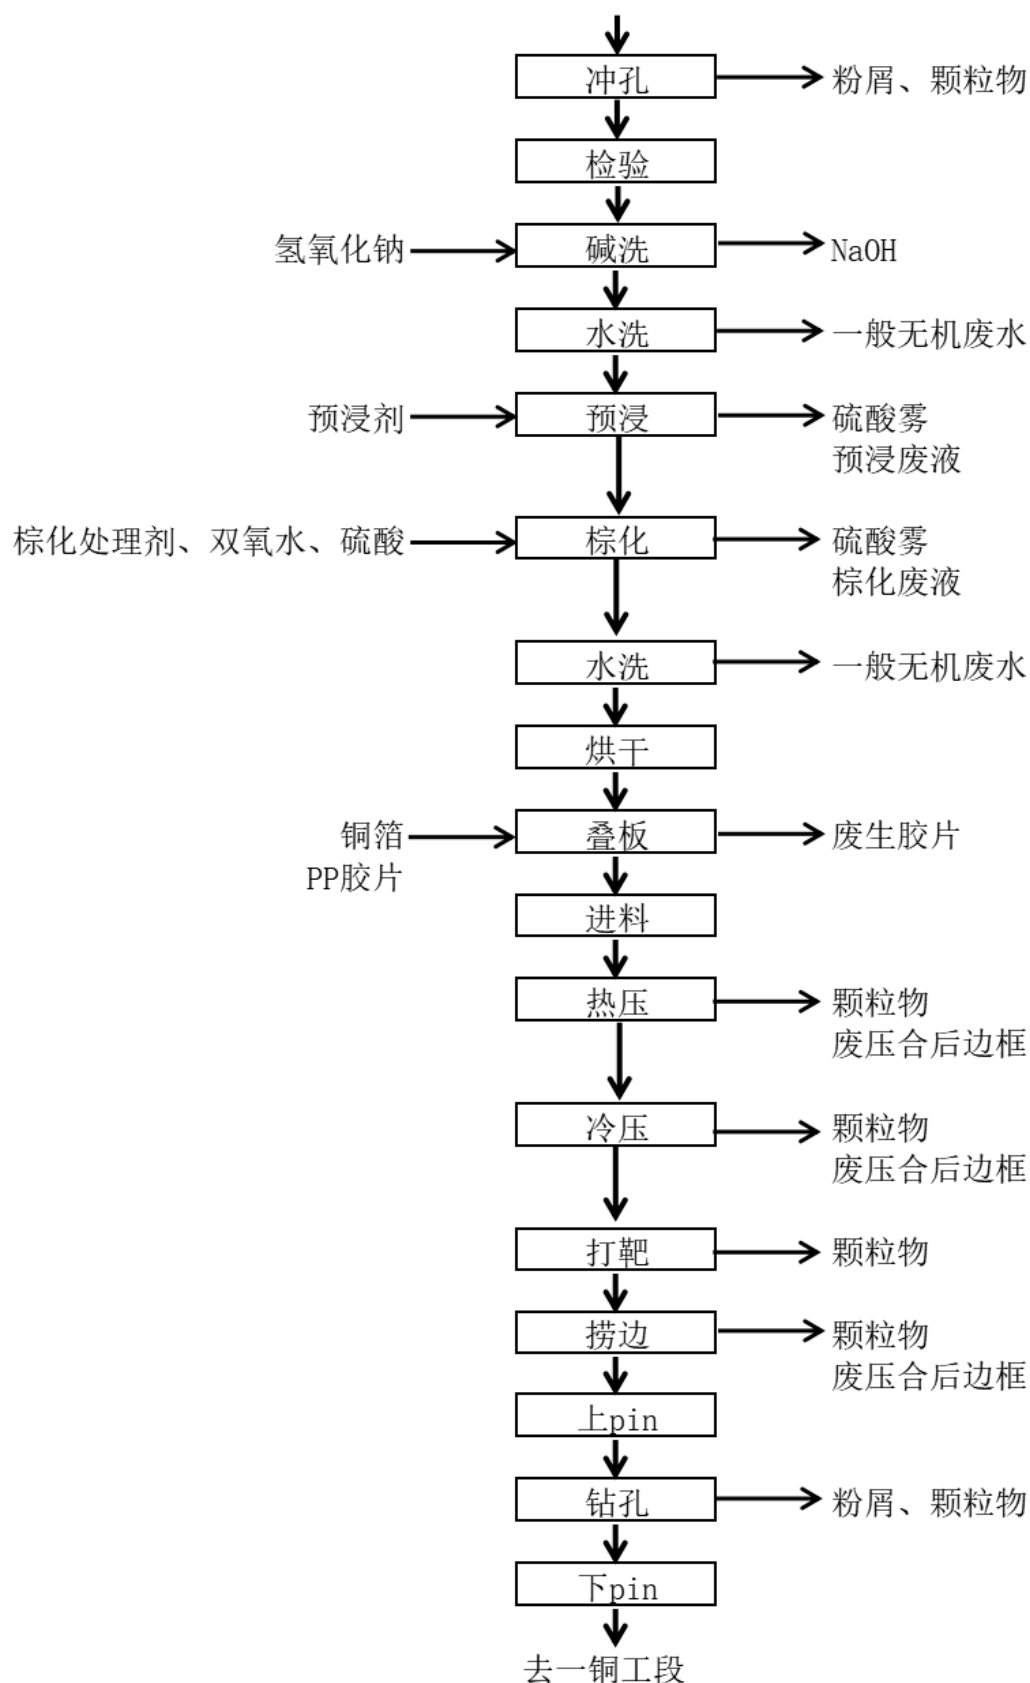 冲孔
粉屑、颗粒物
检验
氢氧化钠
碱洗
NaOH
水洗
一般无机废水
预浸剂
预浸
硫酸雾
预浸废液
棕化处理剂、双氧水、硫酸
棕化
硫酸雾
棕化废液
水洗
一般无机废水
烘干
铜箔
PP胶片
叠板
废生胶片
进料
热压
颗粒物
废压合后边框
冷压
颗粒物
废压合后边框
打靶
颗粒物
捞边
颗粒物
废压合后边框
上pin
钻孔
粉屑、颗粒物
下pin
去一铜工段